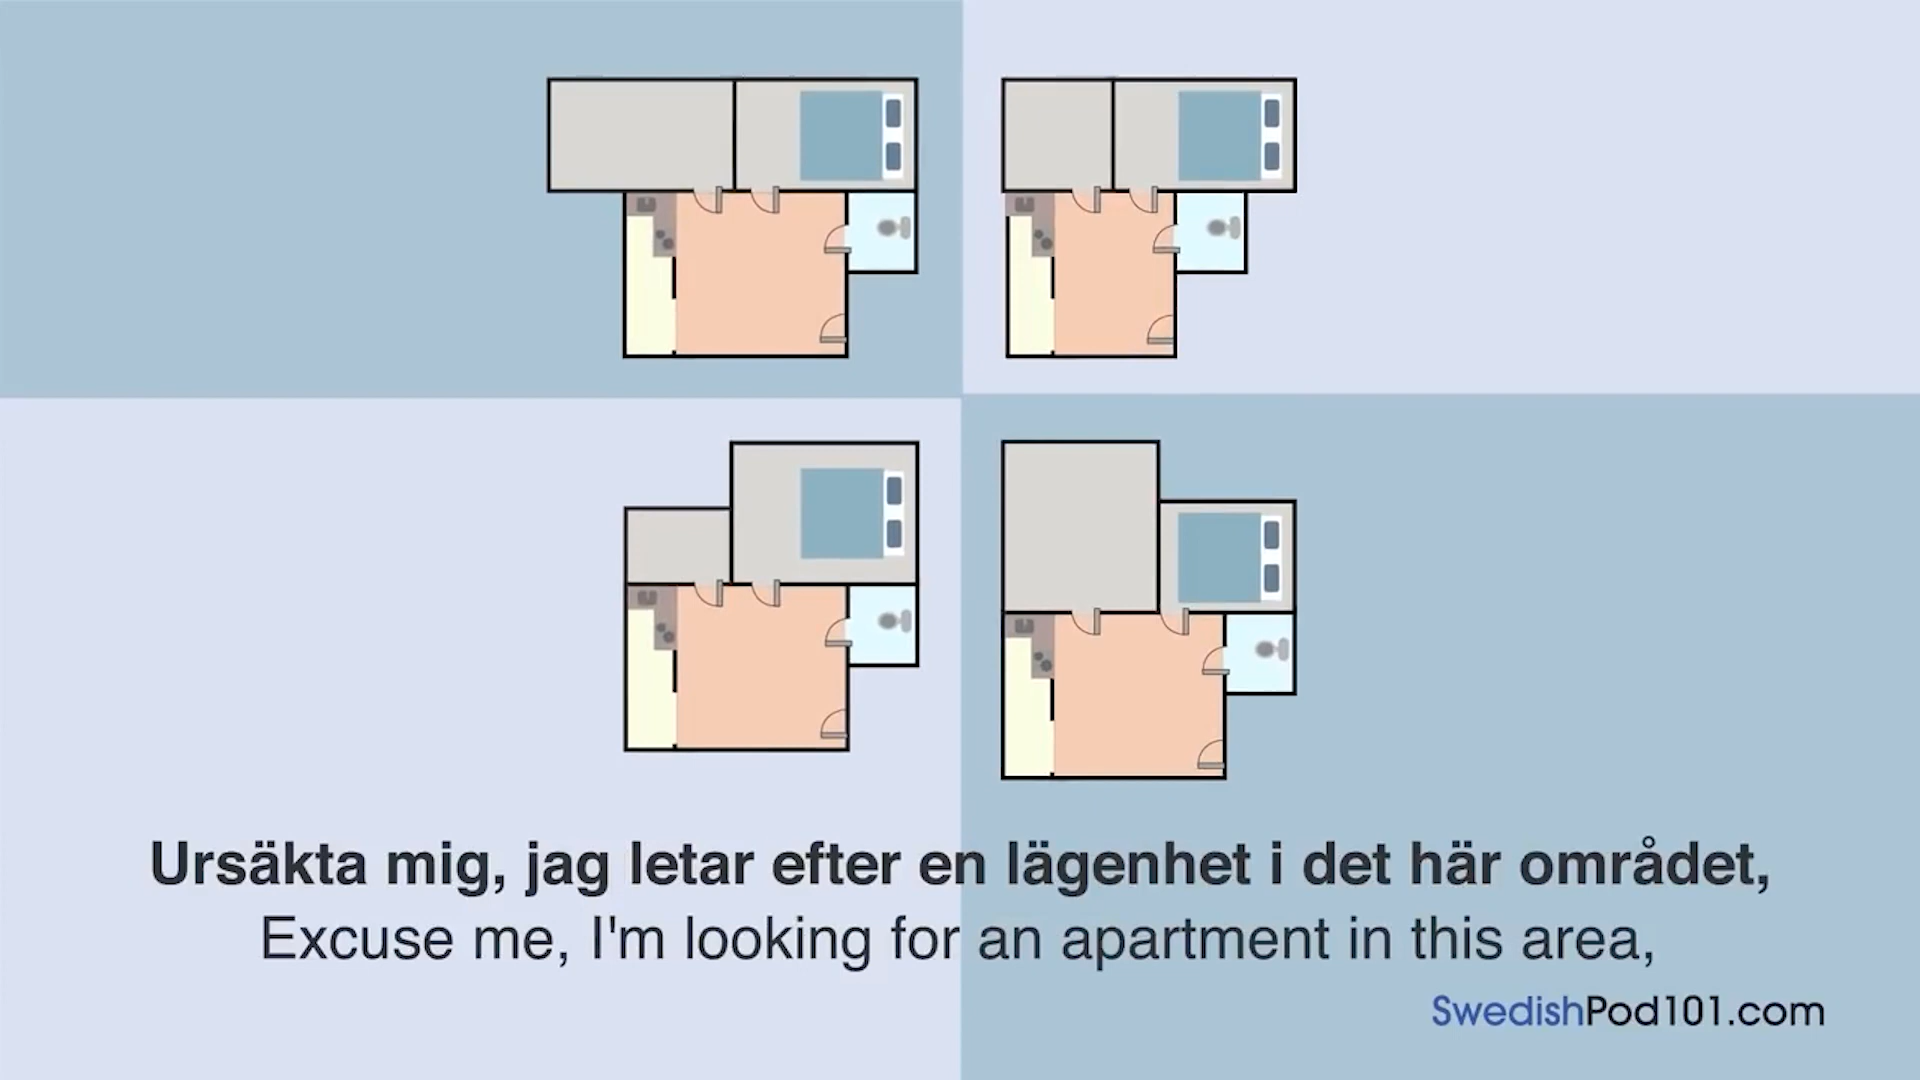 Ursäkta mig, jag letar efter en lägenhet i det här området,
Excuse me, I'm looking for an apartment in this area,
SwedishPod101.com